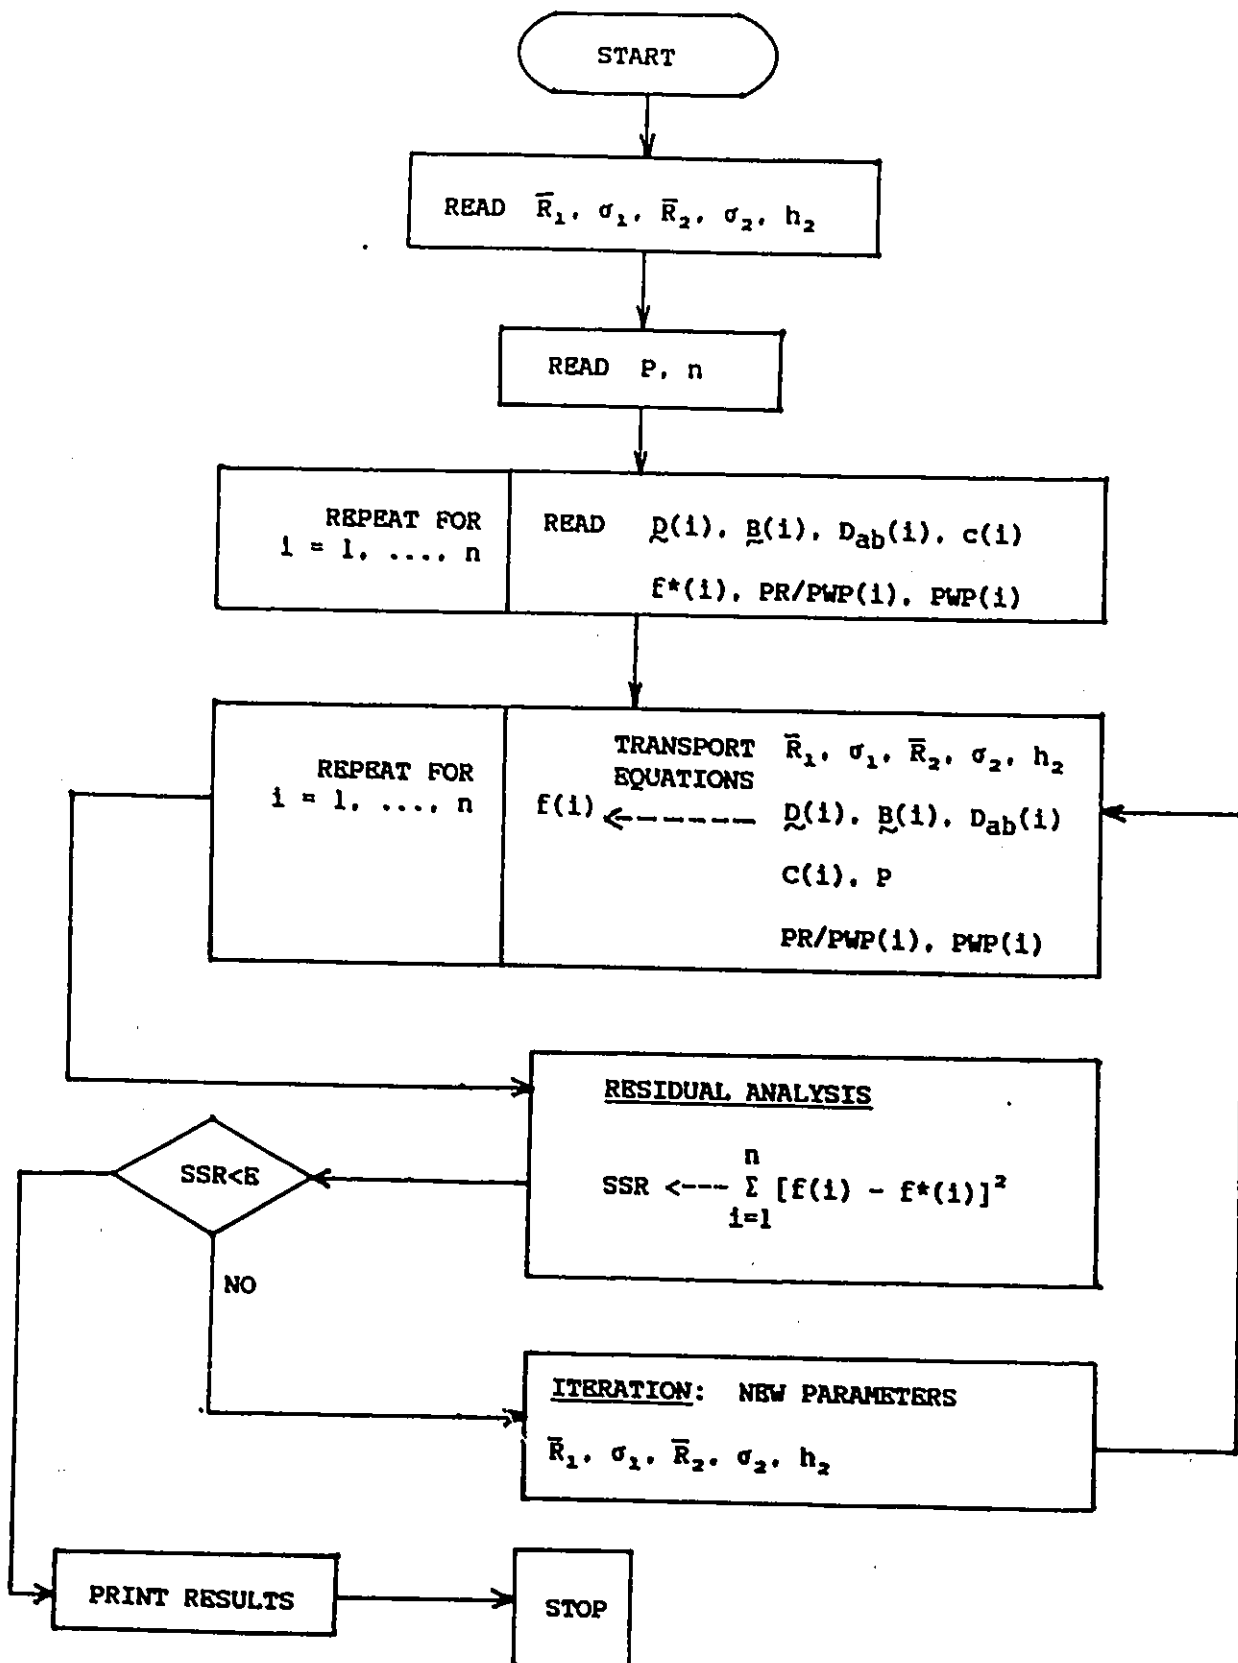 START
READ R̅₁, σ₁, R̅₂, σ₂, h₂
READ P, n
REPEAT FOR
i = 1, ..., n
READ D̰(i), B̰(i), D_ab(i), c(i)
f*(i), PR/PWP(i), PWP(i)
REPEAT FOR
i = 1, ..., n
TRANSPORT R̅₁, σ₁, R̅₂, σ₂, h₂
EQUATIONS
f(i) <------ D̰(i), B̰(i), D_ab(i)
C(i), P
PR/PWP(i), PWP(i)
RESIDUAL ANALYSIS
n
SSR <--- Σ [f(i) - f*(i)]²
i=1
SSR<E
NO
ITERATION: NEW PARAMETERS
R̅₁, σ₁, R̅₂, σ₂, h₂
PRINT RESULTS
STOP